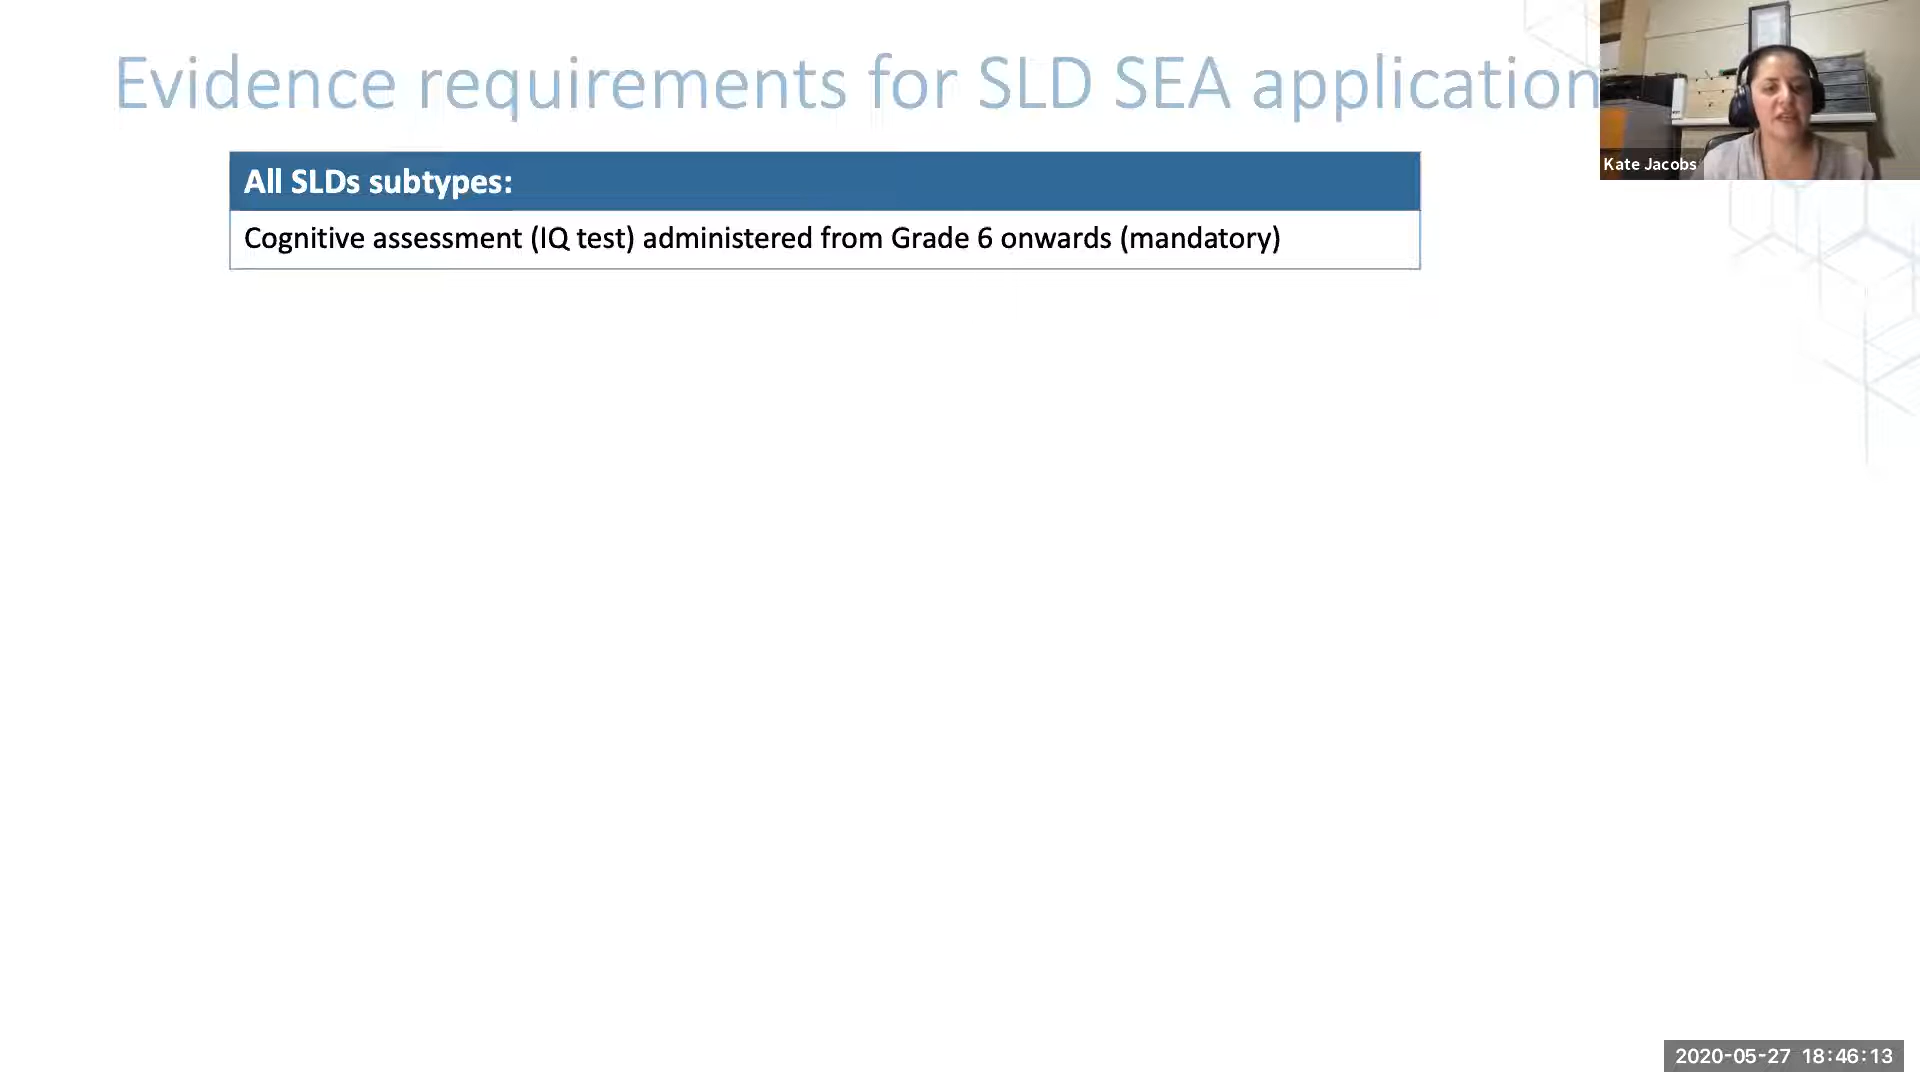 Evidence requirements for SLD SEA application
Kate Jacobs
All SLDs subtypes:
Cognitive assessment (IQ test) administered from Grade 6 onwards (mandatory)
2020-05-27 18:46:13